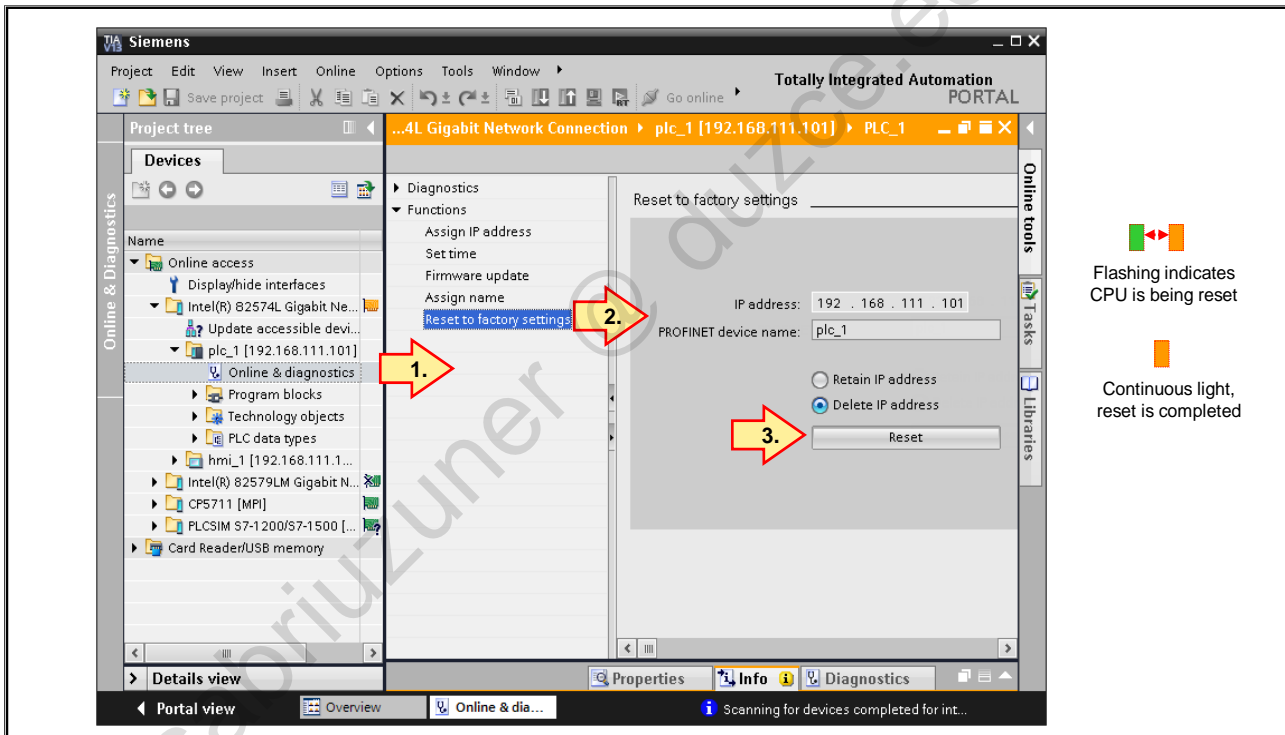 TIA V13 Siemens
Project Edit View Insert Online Options Tools Window
Save project Go online
Totally Integrated Automation
PORTAL
Project tree
...4L Gigabit Network Connection plc_1 [192.168.111.101] PLC_1
Devices
Online & Diagnostics
Name
Online access
Display/hide interfaces
Intel(R) 82574L Gigabit Ne...
Update accessible devi...
plc_1 [192.168.111.101]
Online & diagnostics
Program blocks
Technology objects
PLC data types
hmi_1 [192.168.111.1...
Intel(R) 82579LM Gigabit N...
CP5711 [MPI]
PLCSIM S7-1200/S7-1500 [...
Card Reader/USB memory
Details view
Diagnostics
Functions
Assign IP address
Set time
Firmware update
Assign name
Reset to factory settings
1.
2.
3.
Reset to factory settings
IP address: 192 . 168 . 111 . 101
PROFINET device name: plc_1
Retain IP address
Delete IP address
Reset
Online tools
Tasks
Libraries
Properties Info Diagnostics
Portal view Overview Online & dia... Scanning for devices completed for int...
Flashing indicates
CPU is being reset
Continuous light,
reset is completed
sabriuzuner @ duzce.e